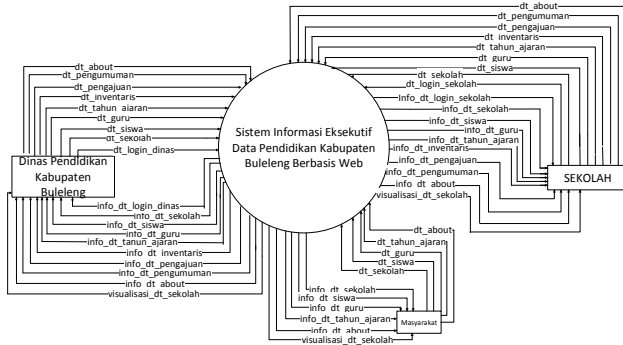 dt_about
dt_pengumuman
dt_pengajuan
dt_inventaris
dt_tahun_ajaran
dt_guru
dt_siswa
dt_sekolah
dt_login_sekolah
Info_dt_login_sekolah
info_dt_sekolah
info_dt_siswa
info_dt_guru
info_dt_tahun_ajaran
info_dt_inventaris
info_dt_pengajuan
info_dt_pengumuman
info_dt_about
visualisasi_dt_sekolah
SEKOLAH
dt_about
dt_pengumuman
dt_pengajuan
dt_inventaris
dt_tahun_ajaran
dt_guru
dt_siswa
dt_sekolah
dt_login_dinas
Dinas Pendidikan
Kabupaten
Buleleng
info_dt_login_dinas
info_dt_sekolah
info_dt_siswa
info_dt_guru
info_dt_tanun_ajaran
info_dt_inventaris
info_dt_pengajuan
info_dt_pengumuman
info_dt_about
visualisasi_dt_sekolah
Sistem Informasi Eksekutif
Data Pendidikan Kabupaten
Buleleng Berbasis Web
dt_about
dt_tahun_ajaran
dt_guru
dt_siswa
dt_sekolah
info_dt_sekolah
info_dt_siswa
info_dt_guru
info_dt_tahun_ajaran
info_dt_about
visualisasi_dt_sekolah
Masyarakat